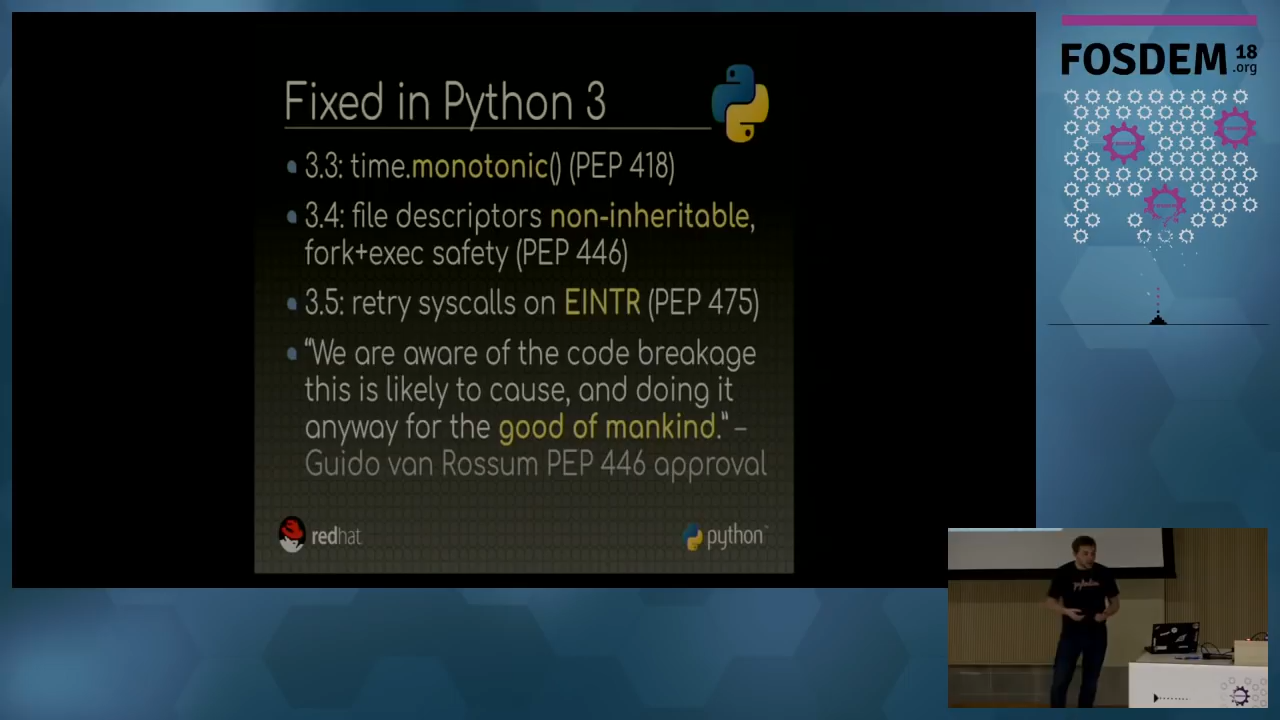 Fixed in Python 3
3.3: time.monotonic() (PEP 418)
3.4: file descriptors non-inheritable,
fork+exec safety (PEP 446)
3.5: retry syscalls on EINTR (PEP 475)
“We are aware of the code breakage
this is likely to cause, and doing it
anyway for the good of mankind.” –
Guido van Rossum PEP 446 approval
redhat
python
FOSDEM 18
.org